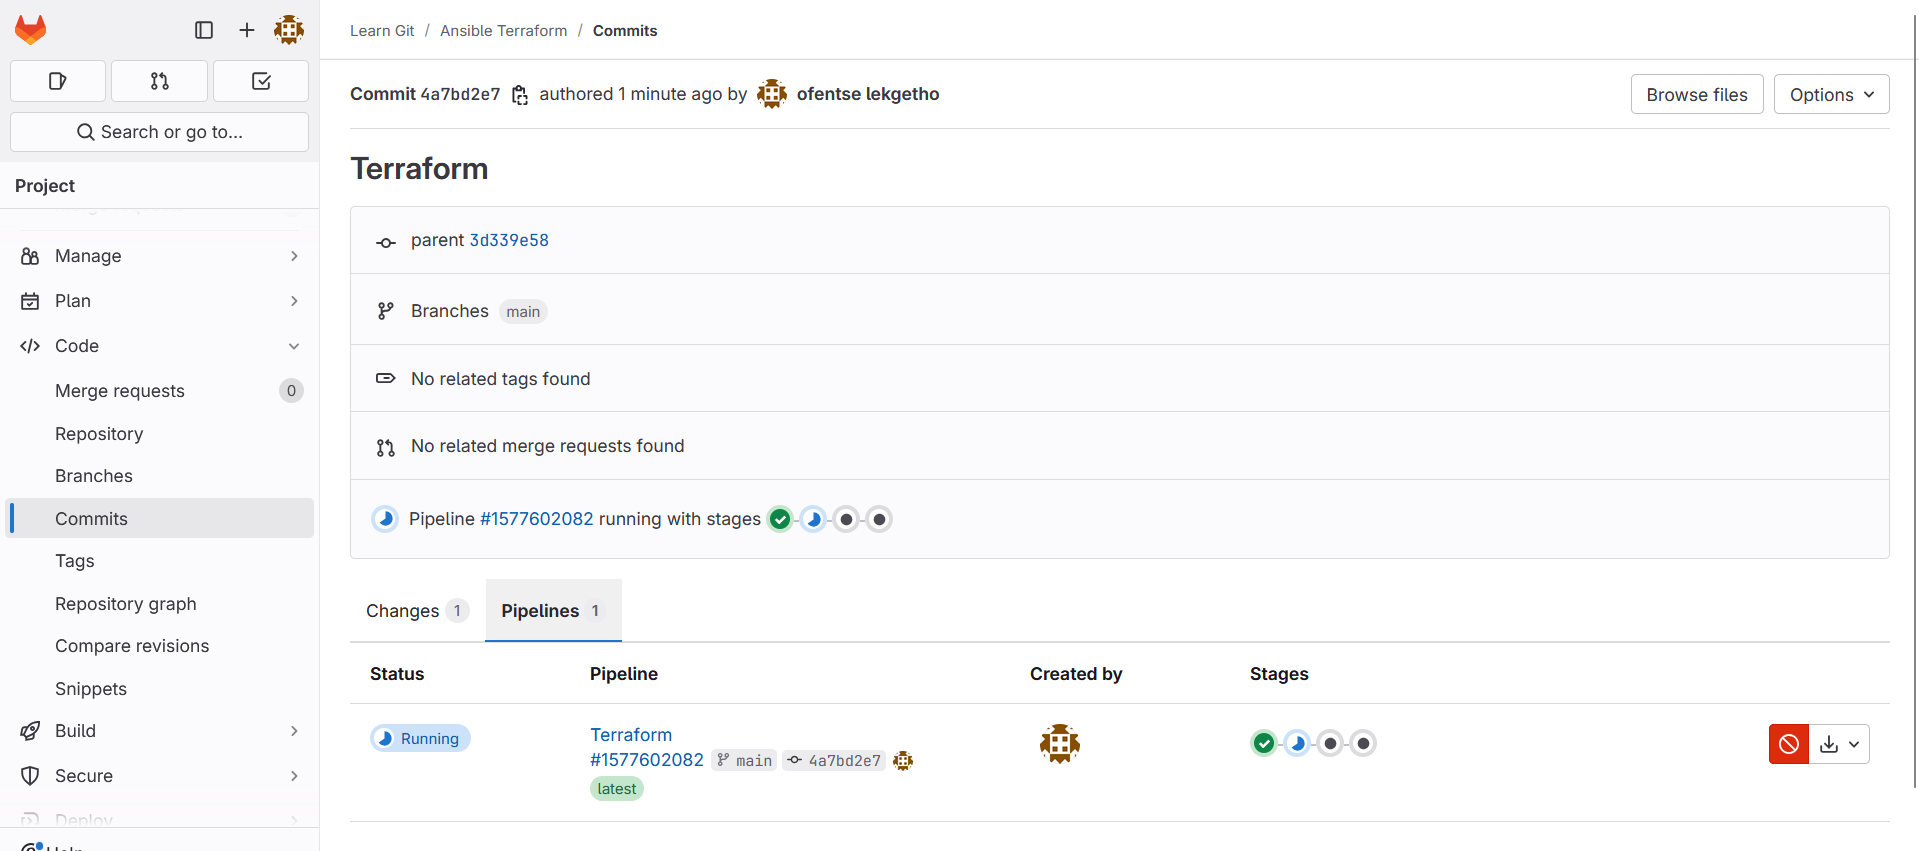 Learn Git / Ansible Terraform / Commits
Search or go to...
Project
Manage
Plan
Code
Merge requests 0
Repository
Branches
Commits
Tags
Repository graph
Compare revisions
Snippets
Build
Secure
Deploy
Help
Commit 4a7bd2e7 authored 1 minute ago by ofentse lekgetho
Browse files
Options
Terraform
parent 3d339e58
Branches main
No related tags found
No related merge requests found
Pipeline #1577602082 running with stages
Changes 1
Pipelines 1
Status Pipeline Created by Stages
Running
Terraform
#1577602082 main 4a7bd2e7
latest